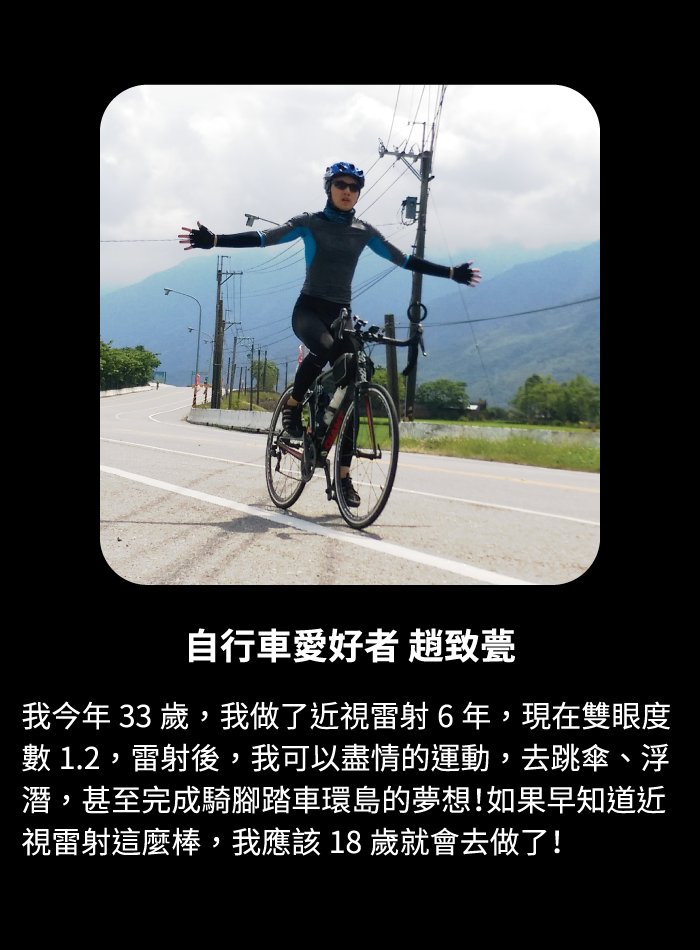 自行車愛好者 趙致甍
我今年 33 歲，我做了近視雷射 6 年，現在雙眼度
數 1.2，雷射後，我可以盡情的運動，去跳傘、浮
潛，甚至完成騎腳踏車環島的夢想!如果早知道近
視雷射這麼棒，我應該 18 歲就會去做了!